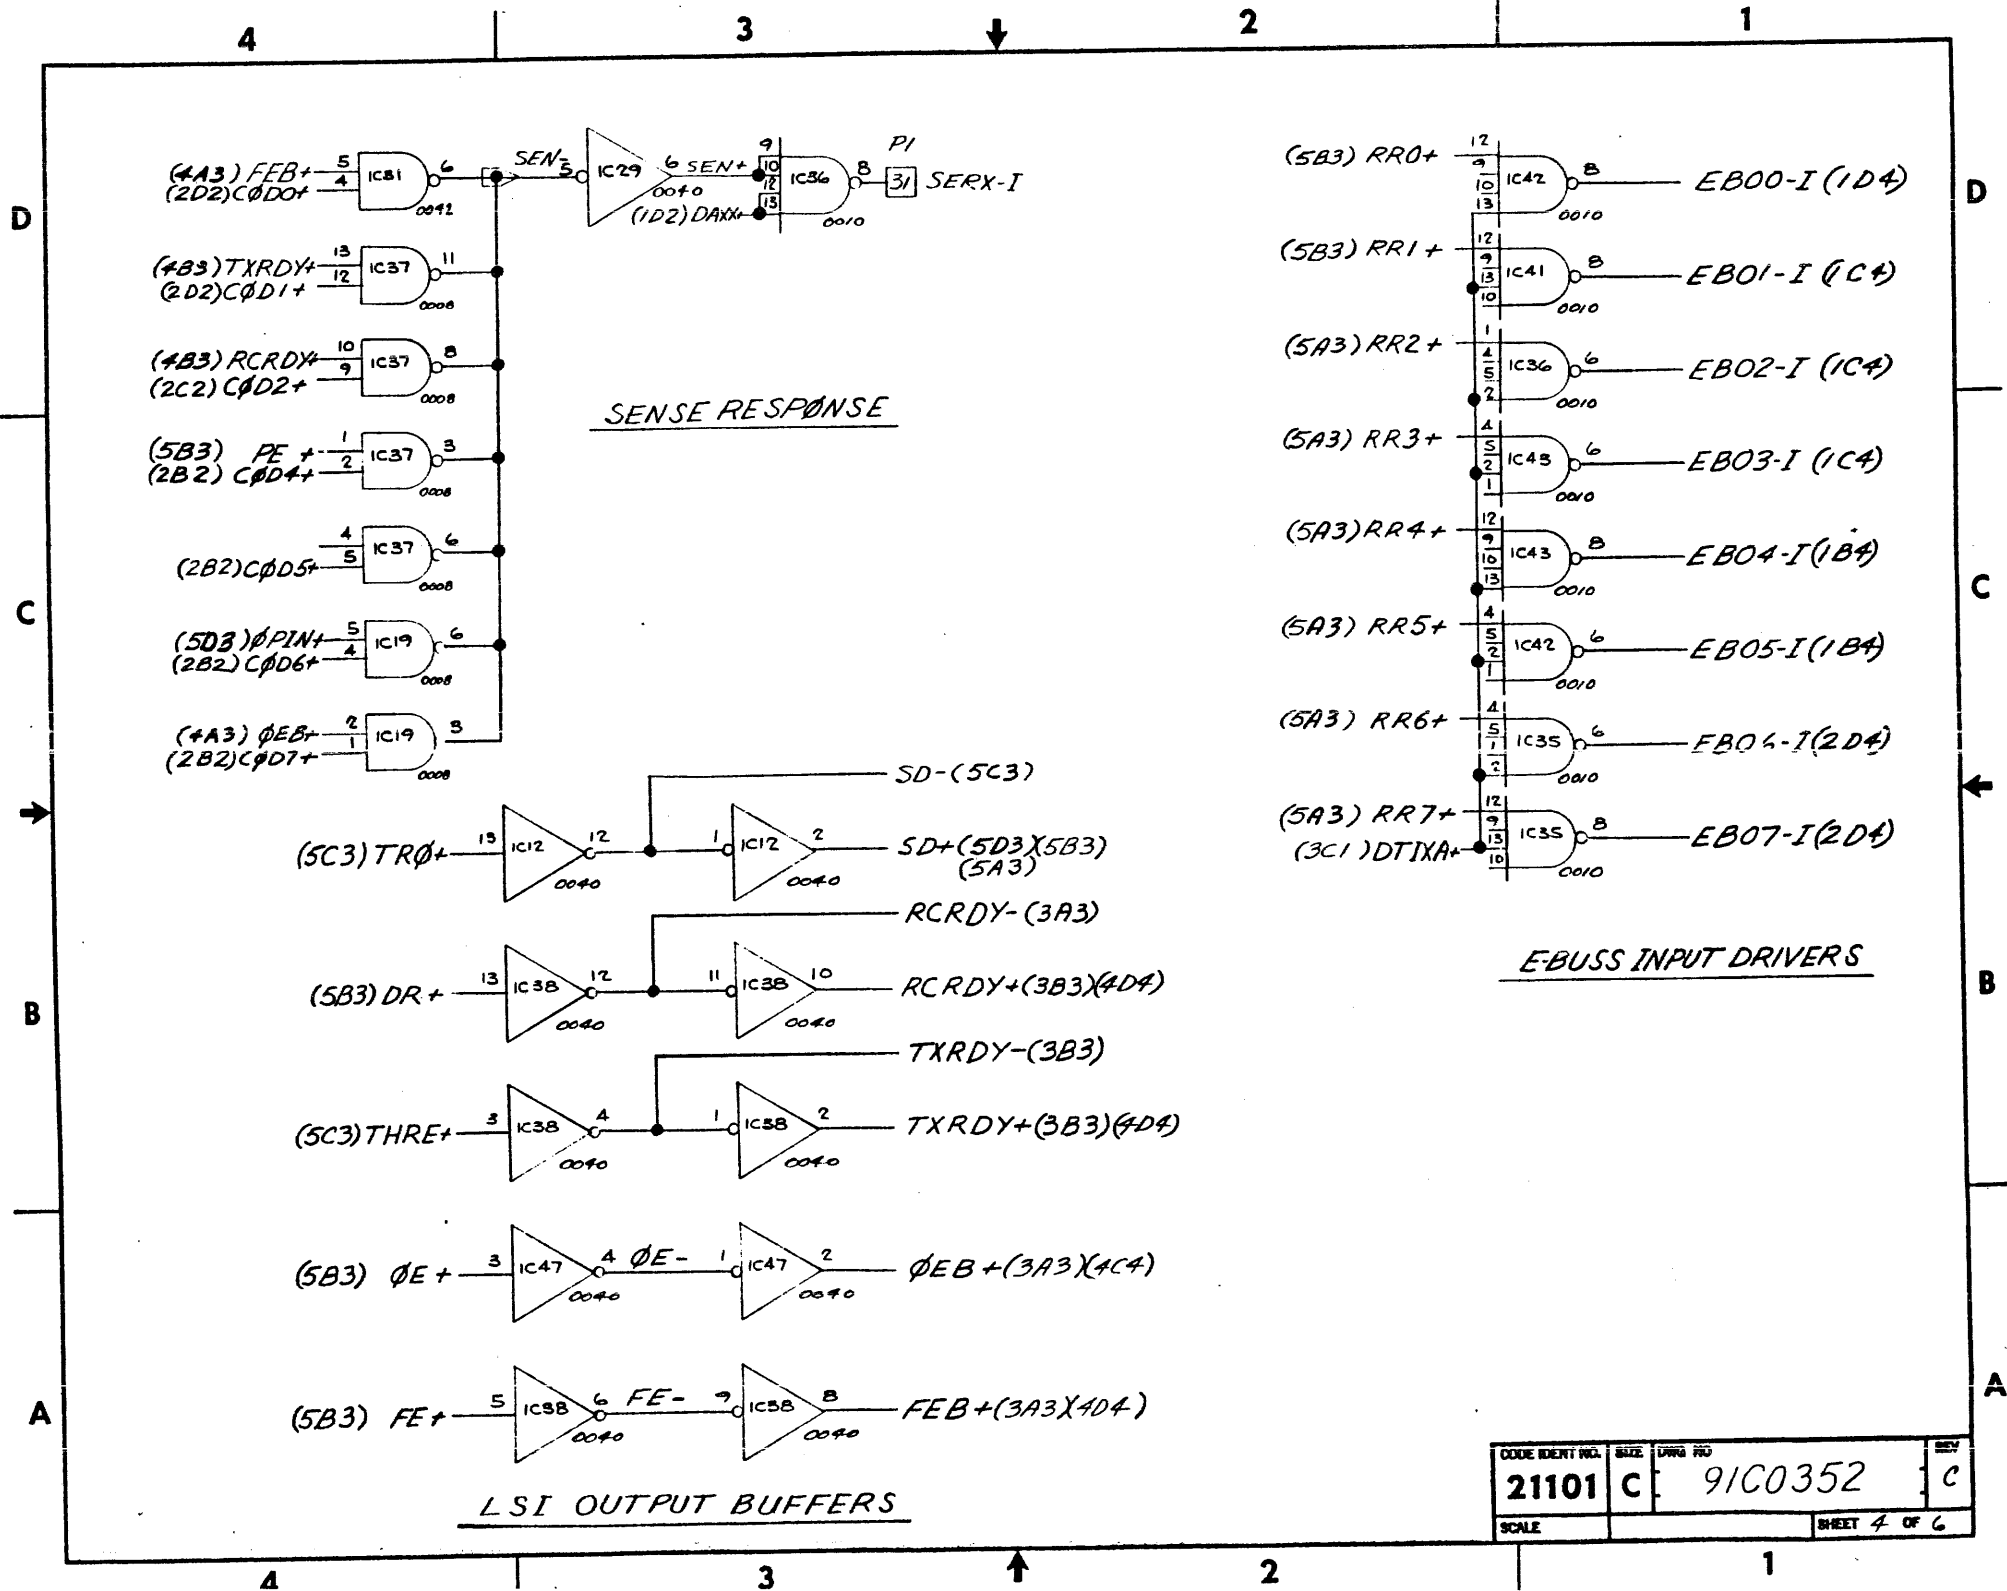 4 3 2 1
D
(4A3) FEB+ 5 IC31 6
(2D2) CØD0+ 4 0042
SEN- 5 IC29 6 SEN+ 0040
(1D2) DAXX+
9 10 12 13 IC36 8 0010
P1
31 SERX-I
(4B3) TXRDY+ 13 IC37 11
(2D2) CØD1+ 12 0008
(4B3) RCRDY+ 10 IC37 8
(2C2) CØD2+ 9 0008
(5B3) PE + 1 IC37 3
(2B2) CØD4+ 2 0008
4 IC37 6
(2B2) CØD5+ 5 0008
(5D3) ØPIN+ 5 IC19 6
(2B2) CØD6+ 4 0008
(4A3) ØEB+ 2 IC19 3
(2B2) CØD7+ 1 0008
SENSE RESPØNSE
(5B3) RR0+ 12 9 10 13 IC42 8 0010 EB00-I (1D4)
(5B3) RR1+ 12 9 13 10 IC41 8 0010 EB01-I (1C4)
(5A3) RR2+ 1 4 5 2 IC36 6 0010 EB02-I (1C4)
(5A3) RR3+ 4 5 2 1 IC43 6 0010 EB03-I (1C4)
(5A3) RR4+ 12 9 10 13 IC43 8 0010 EB04-I (1B4)
(5A3) RR5+ 4 5 2 1 IC42 6 0010 EB05-I (1B4)
(5A3) RR6+ 4 5 1 2 IC35 6 0010 EB06-I (2D4)
(5A3) RR7+ 12 9 13 10 IC35 8 0010 EB07-I (2D4)
(3C1) DTIXA+
E-BUSS INPUT DRIVERS
SD-(5C3)
(5C3) TRØ+ 13 IC12 12 0040 1 IC12 2 0040 SD+(5D3)(5B3)
(5A3)
RCRDY-(3A3)
(5B3) DR + 13 IC38 12 0040 11 IC38 10 0040 RCRDY+(3B3)(4D4)
TXRDY-(3B3)
(5C3) THRE+ 3 IC38 4 0040 1 IC38 2 0040 TXRDY+(3B3)(4D4)
(5B3) ØE + 3 IC47 4 0040 ØE- 1 IC47 2 0040 ØEB+(3A3)(4C4)
(5B3) FE+ 5 IC38 6 0040 FE- 9 IC38 8 0040 FEB+(3A3)(4D4)
LSI OUTPUT BUFFERS
D
C
C
B
B
A
A
CODE IDENT NO. SIZE DWG NO REV
21101 C 91C0352 C
SCALE SHEET 4 OF 6
4 3 2 1